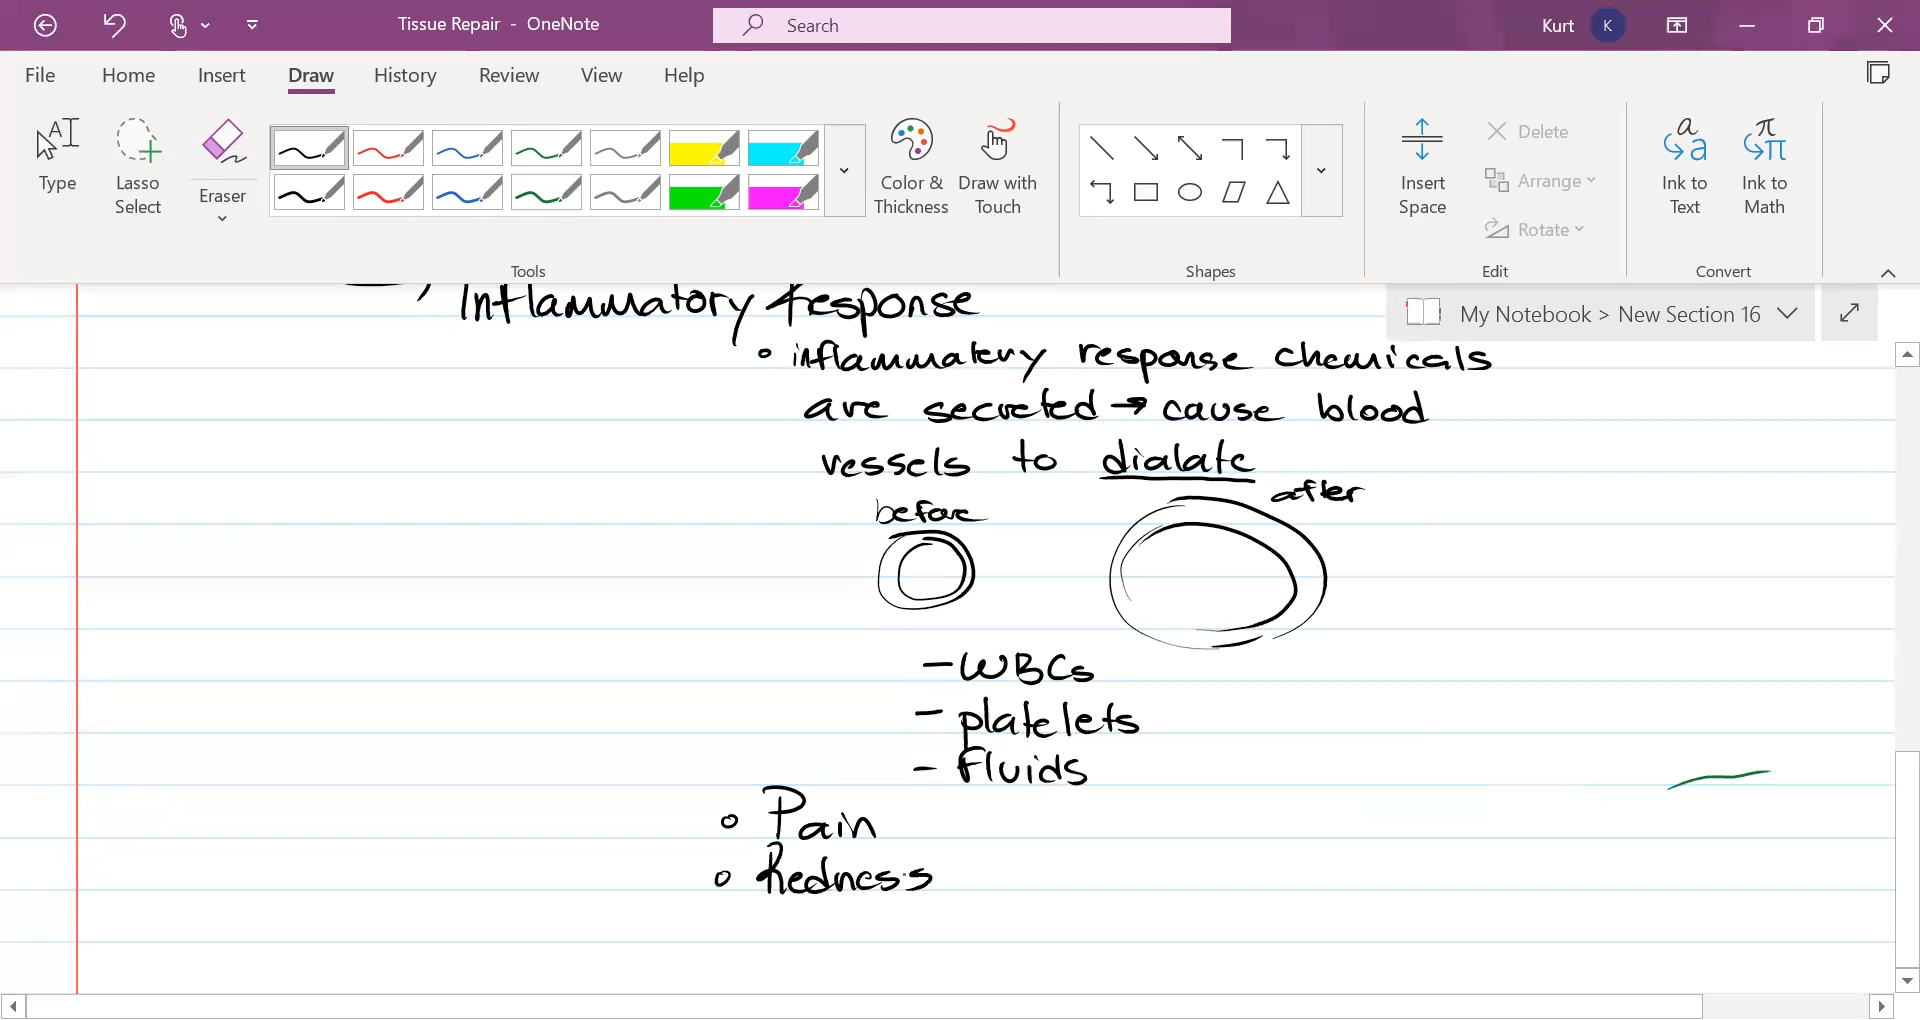 Tissue Repair - OneNote
Search
Kurt
K
File Home Insert Draw History Review View Help
Type
Lasso Select
Eraser
Color & Thickness
Draw with Touch
Insert Space
Delete
Arrange
Rotate
Ink to Text
Ink to Math
Tools
Shapes
Edit
Convert
My Notebook > New Section 16
Inflammatory Response
• inflammatory response chemicals
are secreted → cause blood
vessels to dialate
before
after
- WBCs
- platelets
- Fluids
• Pain
• Redness